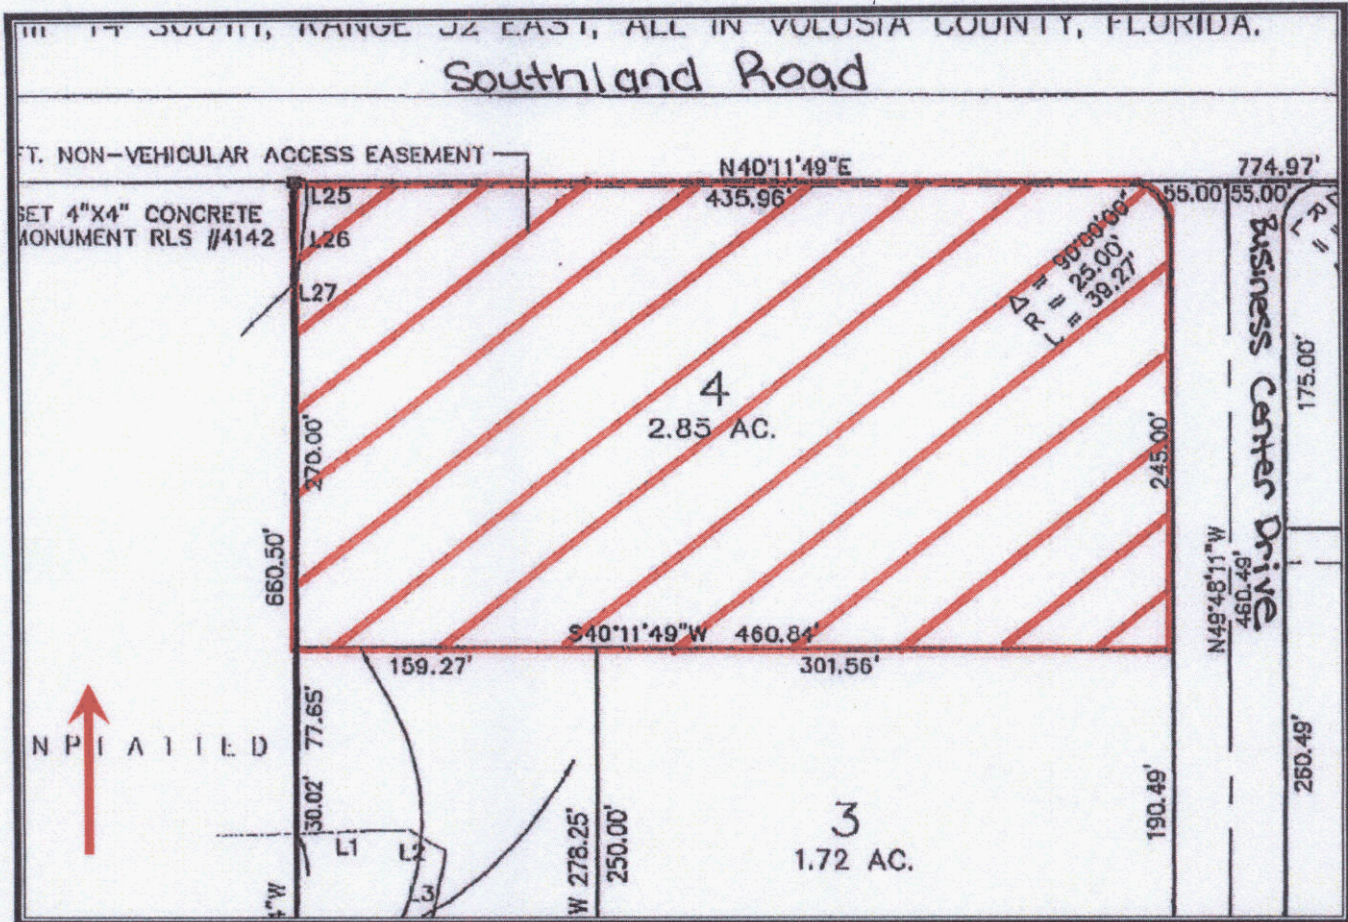 14 SOUTH, RANGE 32 EAST, ALL IN VOLUSIA COUNTY, FLORIDA.
Southland Road
FT. NON-VEHICULAR ACCESS EASEMENT
N40°11'49"E
774.97'
L25
435.96'
55.00'
55.00'
SET 4"X4" CONCRETE
MONUMENT RLS #4142
L26
L27
Δ = 90°00'00"
R = 25.00'
L = 39.27'
Business Center Drive
175.00'
4
2.85 AC.
270.00'
245.00'
660.50'
N49°48'11"W
460.49'
S40°11'49"W 460.84'
159.27'
301.56'
77.65'
NPLATTED
30.02'
L1
L2
L3
W 278.25'
250.00'
3
1.72 AC.
190.49'
260.49'
4"W